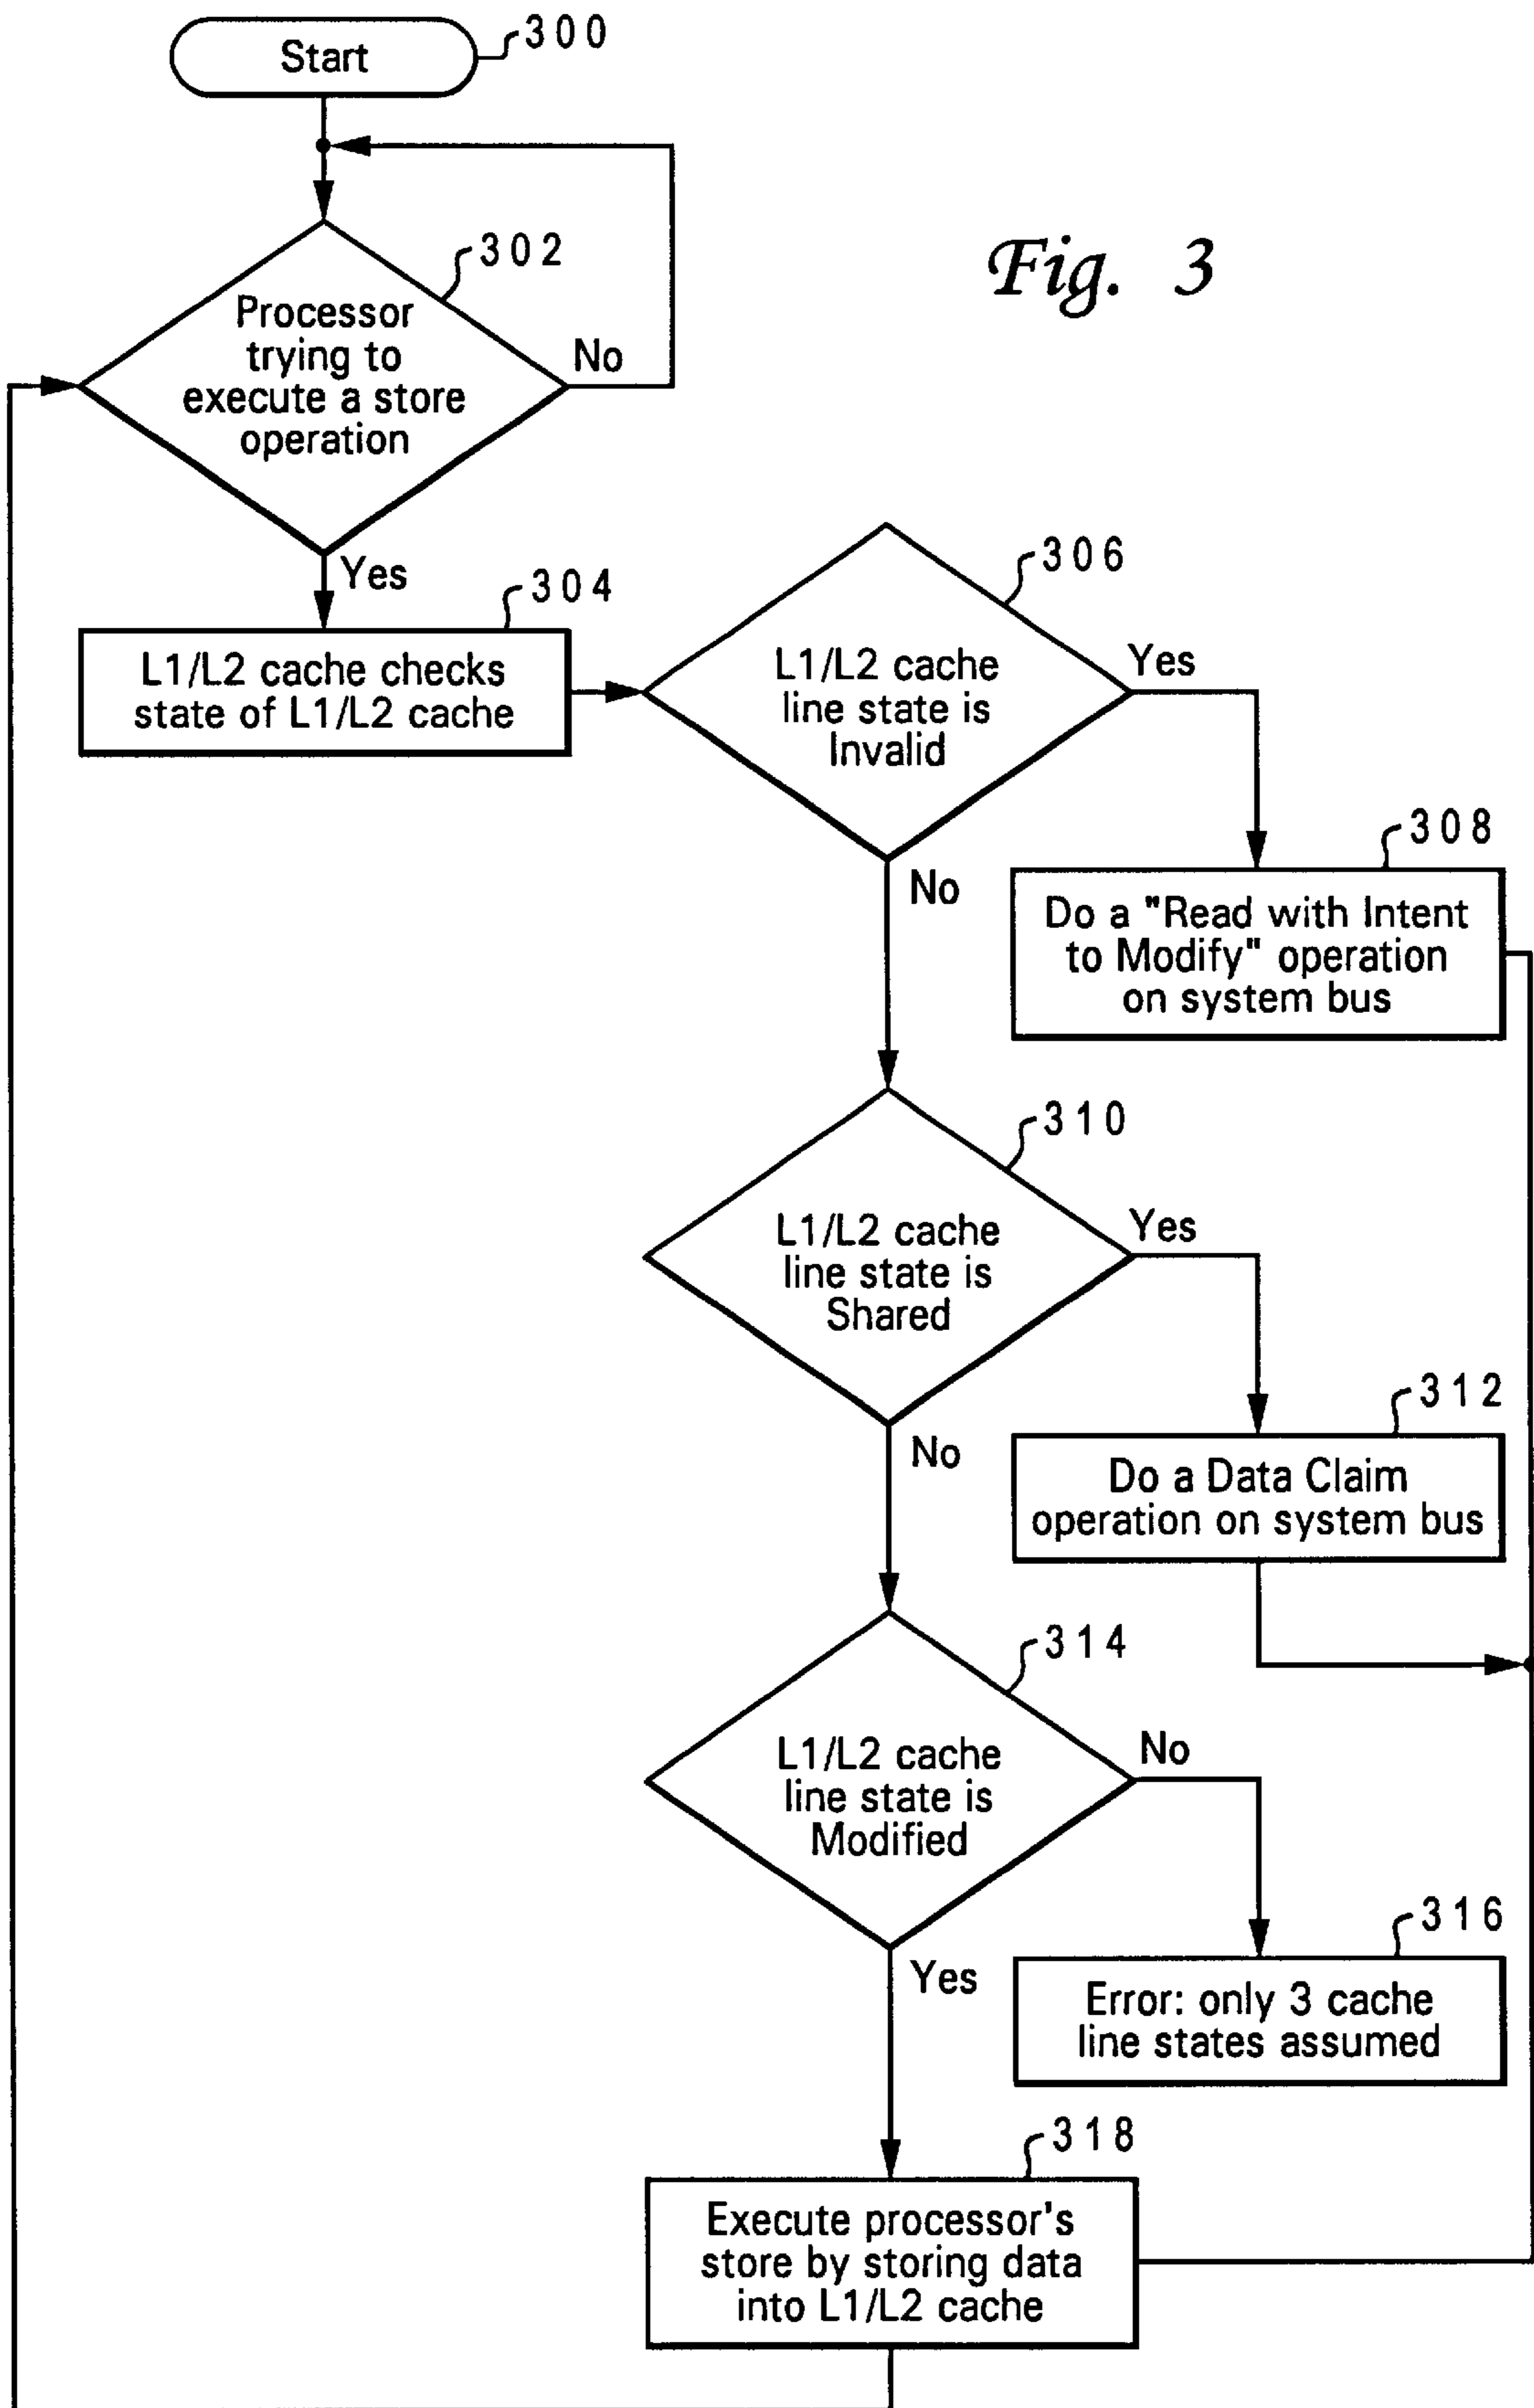 Start
300
Fig. 3
302
Processor
trying to
execute a store
operation
No
Yes
304
L1/L2 cache checks
state of L1/L2 cache
306
L1/L2 cache
line state is
Invalid
Yes
No
308
Do a "Read with Intent
to Modify" operation
on system bus
310
L1/L2 cache
line state is
Shared
Yes
No
312
Do a Data Claim
operation on system bus
314
L1/L2 cache
line state is
Modified
No
Yes
316
Error: only 3 cache
line states assumed
318
Execute processor's
store by storing data
into L1/L2 cache